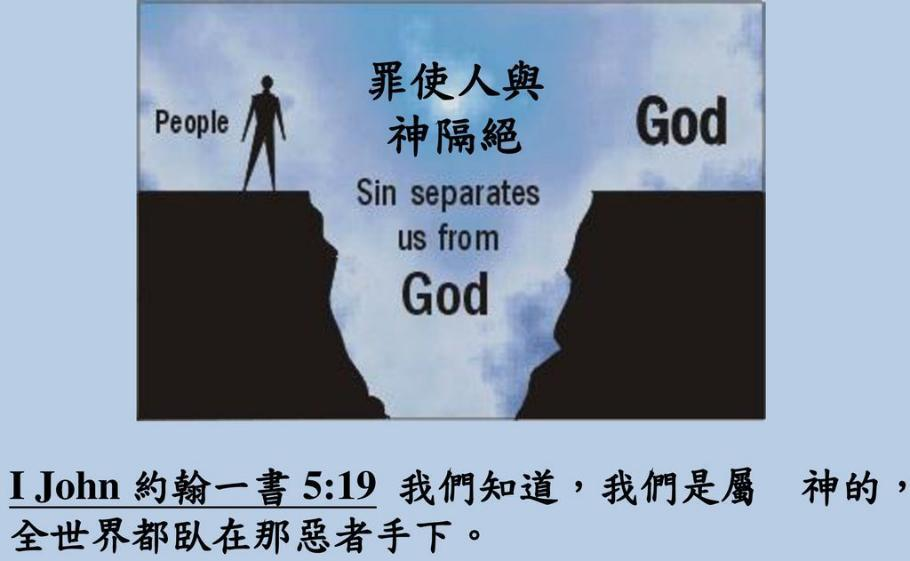 罪使人與
神隔絕
People
God
Sin separates
us from
God
I John 約翰一書 5:19 我們知道，我們是屬　神的，
全世界都臥在那惡者手下。